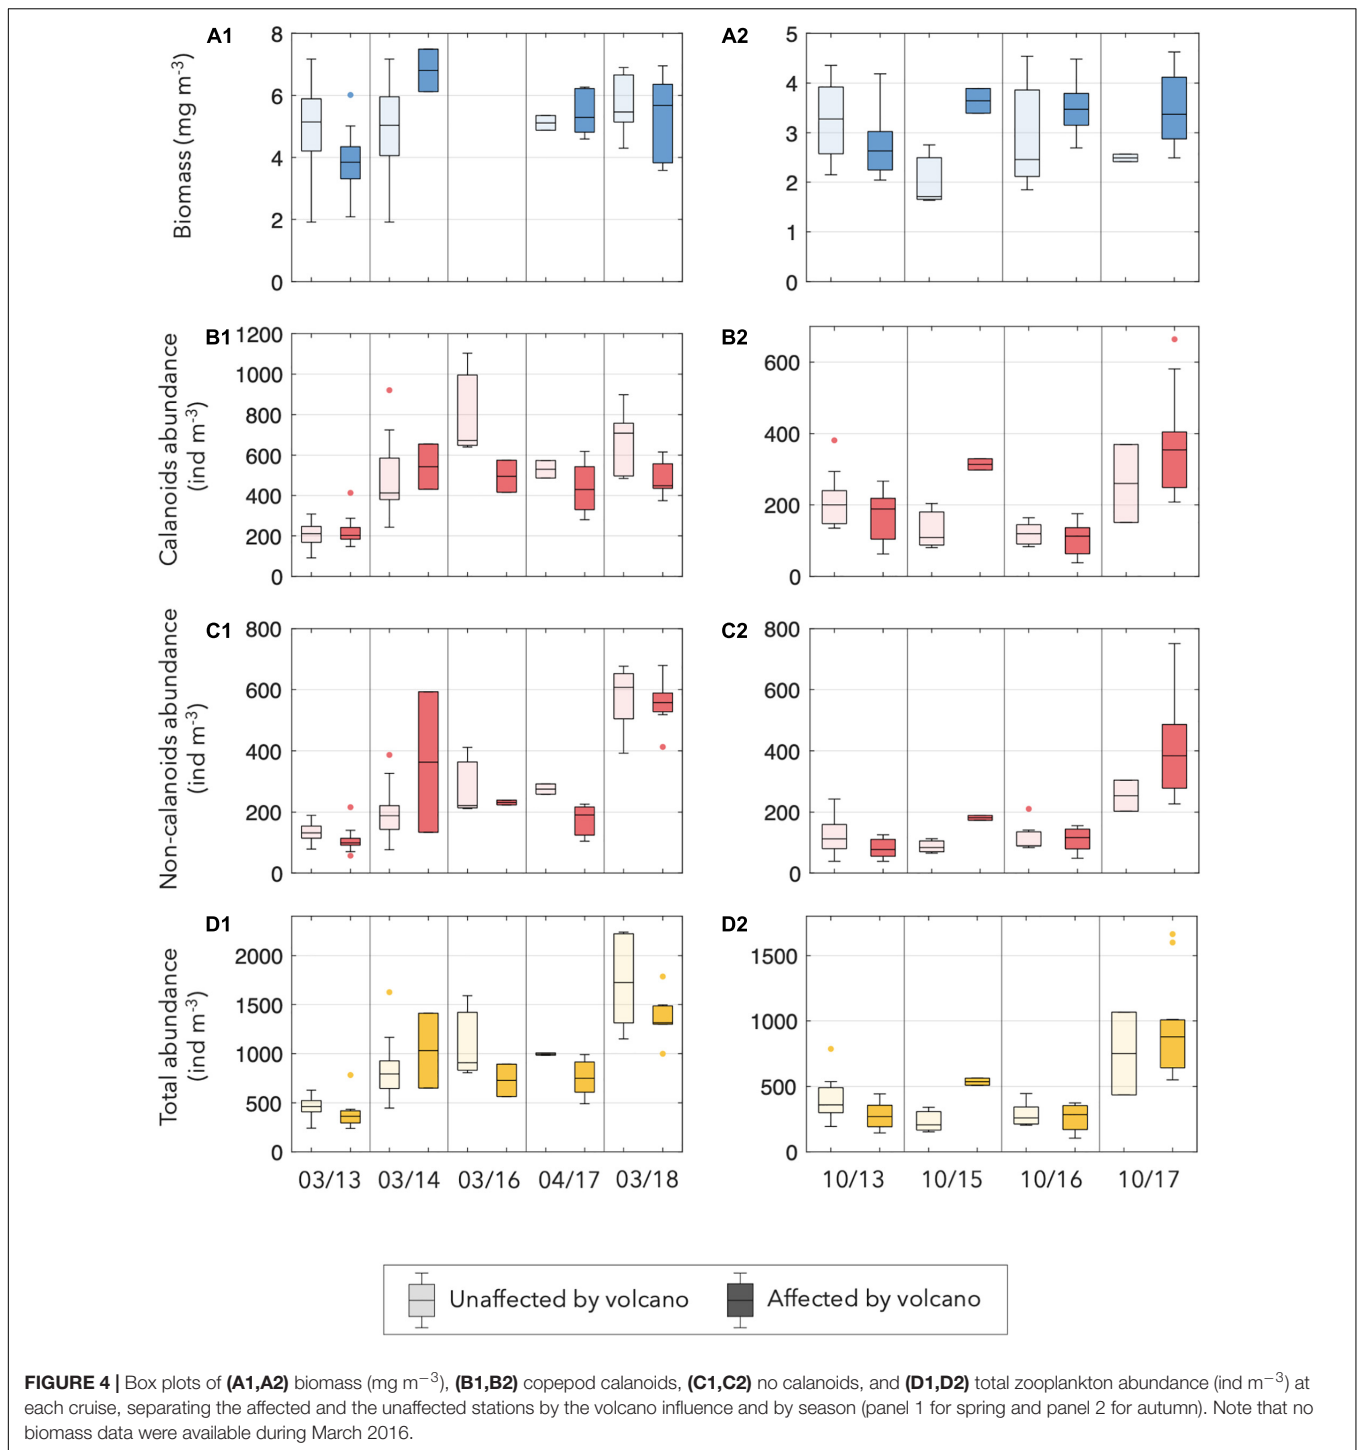 A1
A2
Biomass (mg m-3)
8
6
4
2
0
5
4
3
2
1
0
B1
B2
Calanoids abundance
(ind m-3)
1200
1000
800
600
400
200
0
600
400
200
0
C1
C2
Non-calanoids abundance
(ind m-3)
800
600
400
200
0
800
600
400
200
0
D1
D2
Total abundance
(ind m-3)
2000
1500
1000
500
0
1500
1000
500
0
03/13 03/14 03/16 04/17 03/18
10/13 10/15 10/16 10/17
Unaffected by volcano
Affected by volcano
FIGURE 4 | Box plots of (A1,A2) biomass (mg m−3), (B1,B2) copepod calanoids, (C1,C2) no calanoids, and (D1,D2) total zooplankton abundance (ind m−3) at
each cruise, separating the affected and the unaffected stations by the volcano influence and by season (panel 1 for spring and panel 2 for autumn). Note that no
biomass data were available during March 2016.